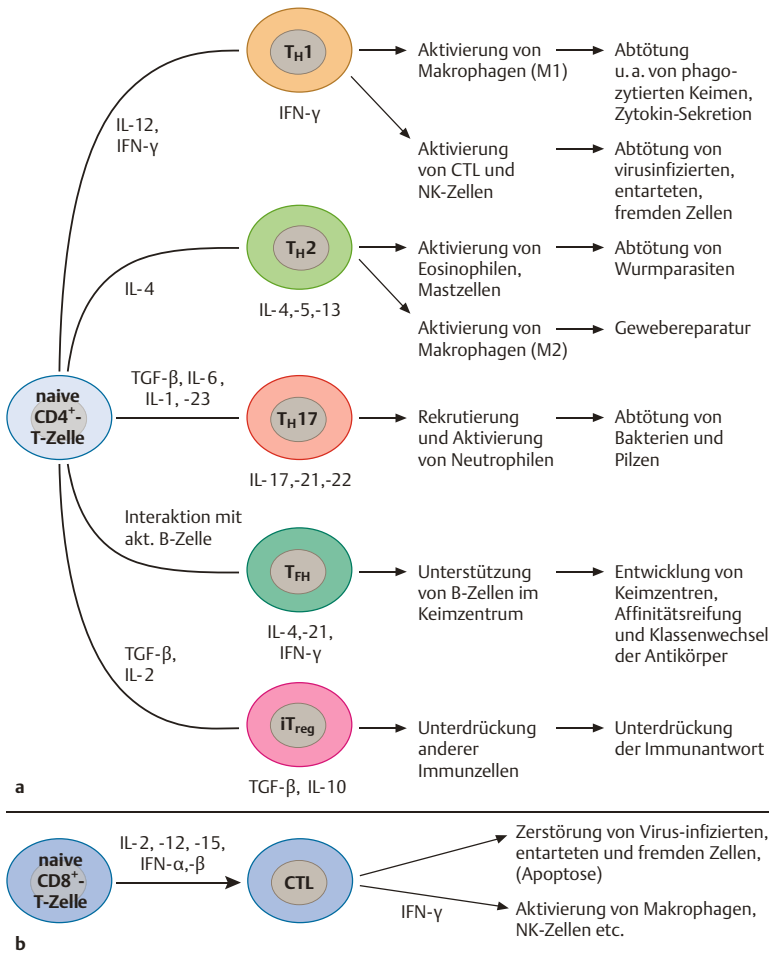 T_H1
IFN-γ
Aktivierung von
Makrophagen (M1)
Abtötung
u. a. von phago-
zytierten Keimen,
Zytokin-Sekretion
IL-12,
IFN-γ
Aktivierung
von CTL und
NK-Zellen
Abtötung von
virusinfizierten,
entarteten,
fremden Zellen
T_H2
IL-4,-5,-13
IL-4
Aktivierung von
Eosinophilen,
Mastzellen
Abtötung von
Wurmparasiten
Aktivierung von
Makrophagen (M2)
Gewebereparatur
naive
CD4⁺-
T-Zelle
TGF-β, IL-6,
IL-1, -23
T_H17
IL-17,-21,-22
Rekrutierung
und Aktivierung
von Neutrophilen
Abtötung von
Bakterien und
Pilzen
Interaktion mit
akt. B-Zelle
T_FH
IL-4,-21,
IFN-γ
Unterstützung
von B-Zellen im
Keimzentrum
Entwicklung von
Keimzentren,
Affinitätsreifung
und Klassenwechsel
der Antikörper
TGF-β,
IL-2
iT_reg
TGF-β, IL-10
Unterdrückung
anderer
Immunzellen
Unterdrückung
der Immunantwort
a
naive
CD8⁺-
T-Zelle
IL-2, -12, -15,
IFN-α,-β
CTL
Zerstörung von Virus-infizierten,
entarteten und fremden Zellen,
(Apoptose)
IFN-γ
Aktivierung von Makrophagen,
NK-Zellen etc.
b